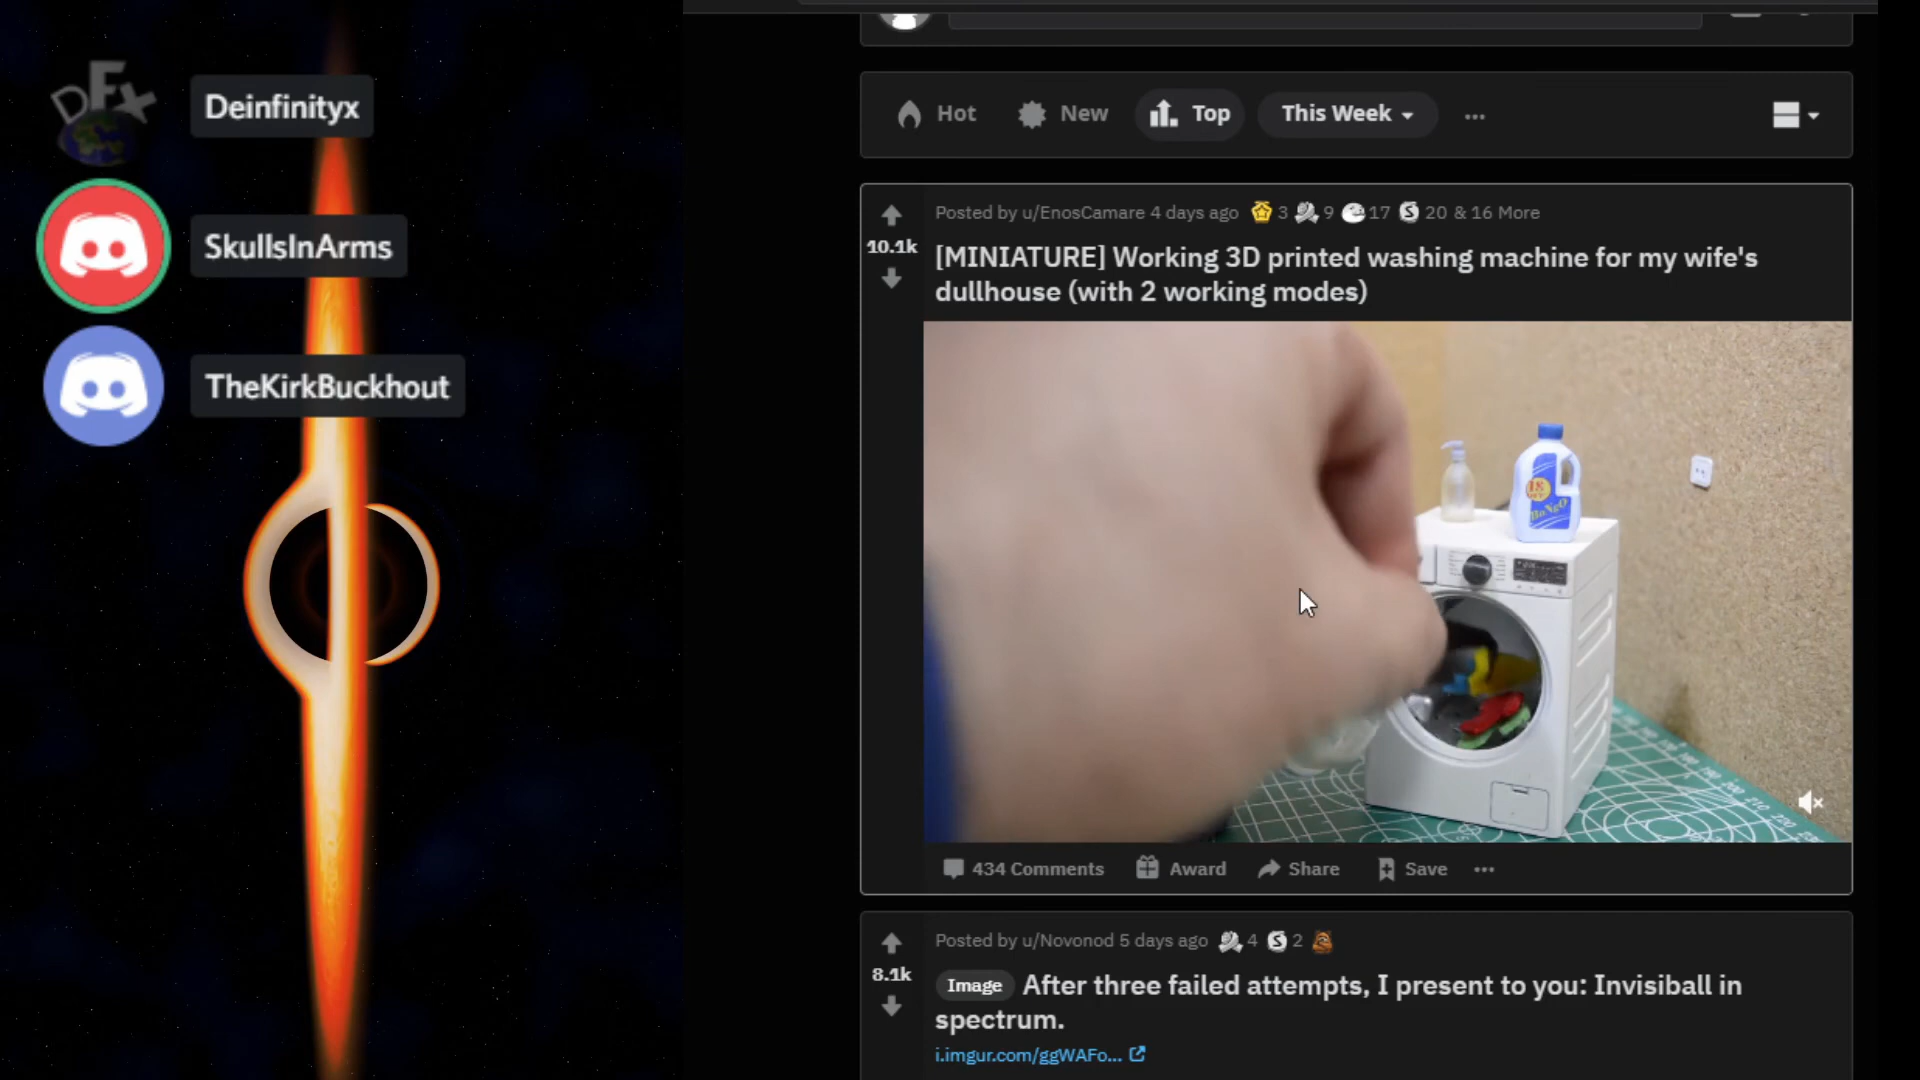 DFx
Deinfinityx
SkullsInArms
TheKirkBuckhout
Hot
New
Top
This Week
...
Posted by u/EnosCamare 4 days ago 3 9 17 S 20 & 16 More
10.1k
[MINIATURE] Working 3D printed washing machine for my wife's
dullhouse (with 2 working modes)
18
BoNgO
434 Comments
Award
Share
Save
...
Posted by u/Novonod 5 days ago 4 S 2
8.1k
Image After three failed attempts, I present to you: Invisiball in
spectrum.
i.imgur.com/ggWAFo...